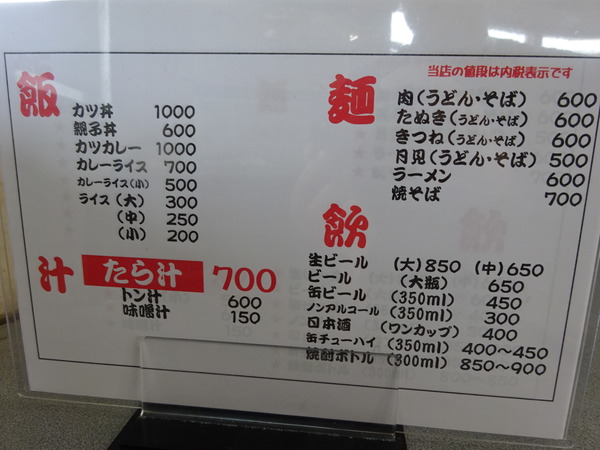 飯
カツ丼 1000
親子丼 600
カツカレー 1000
カレーライス 700
カレーライス(小) 500
ライス(大) 300
(中) 250
(小) 200
汁
たら汁 700
トン汁 600
味噌汁 150
当店の値段は内税表示です
麺
肉(うどん・そば) 600
たぬき(うどん・そば) 600
きつね(うどん・そば) 600
月見(うどん・そば) 500
ラーメン 600
焼そば 700
飲
生ビール (大)850 (中)650
ビール (大瓶) 650
缶ビール (350ml) 450
ノンアルコール(350ml) 300
日本酒 (ワンカップ) 400
缶チューハイ(350ml) 400〜450
焼酎ボトル(300ml) 850〜900